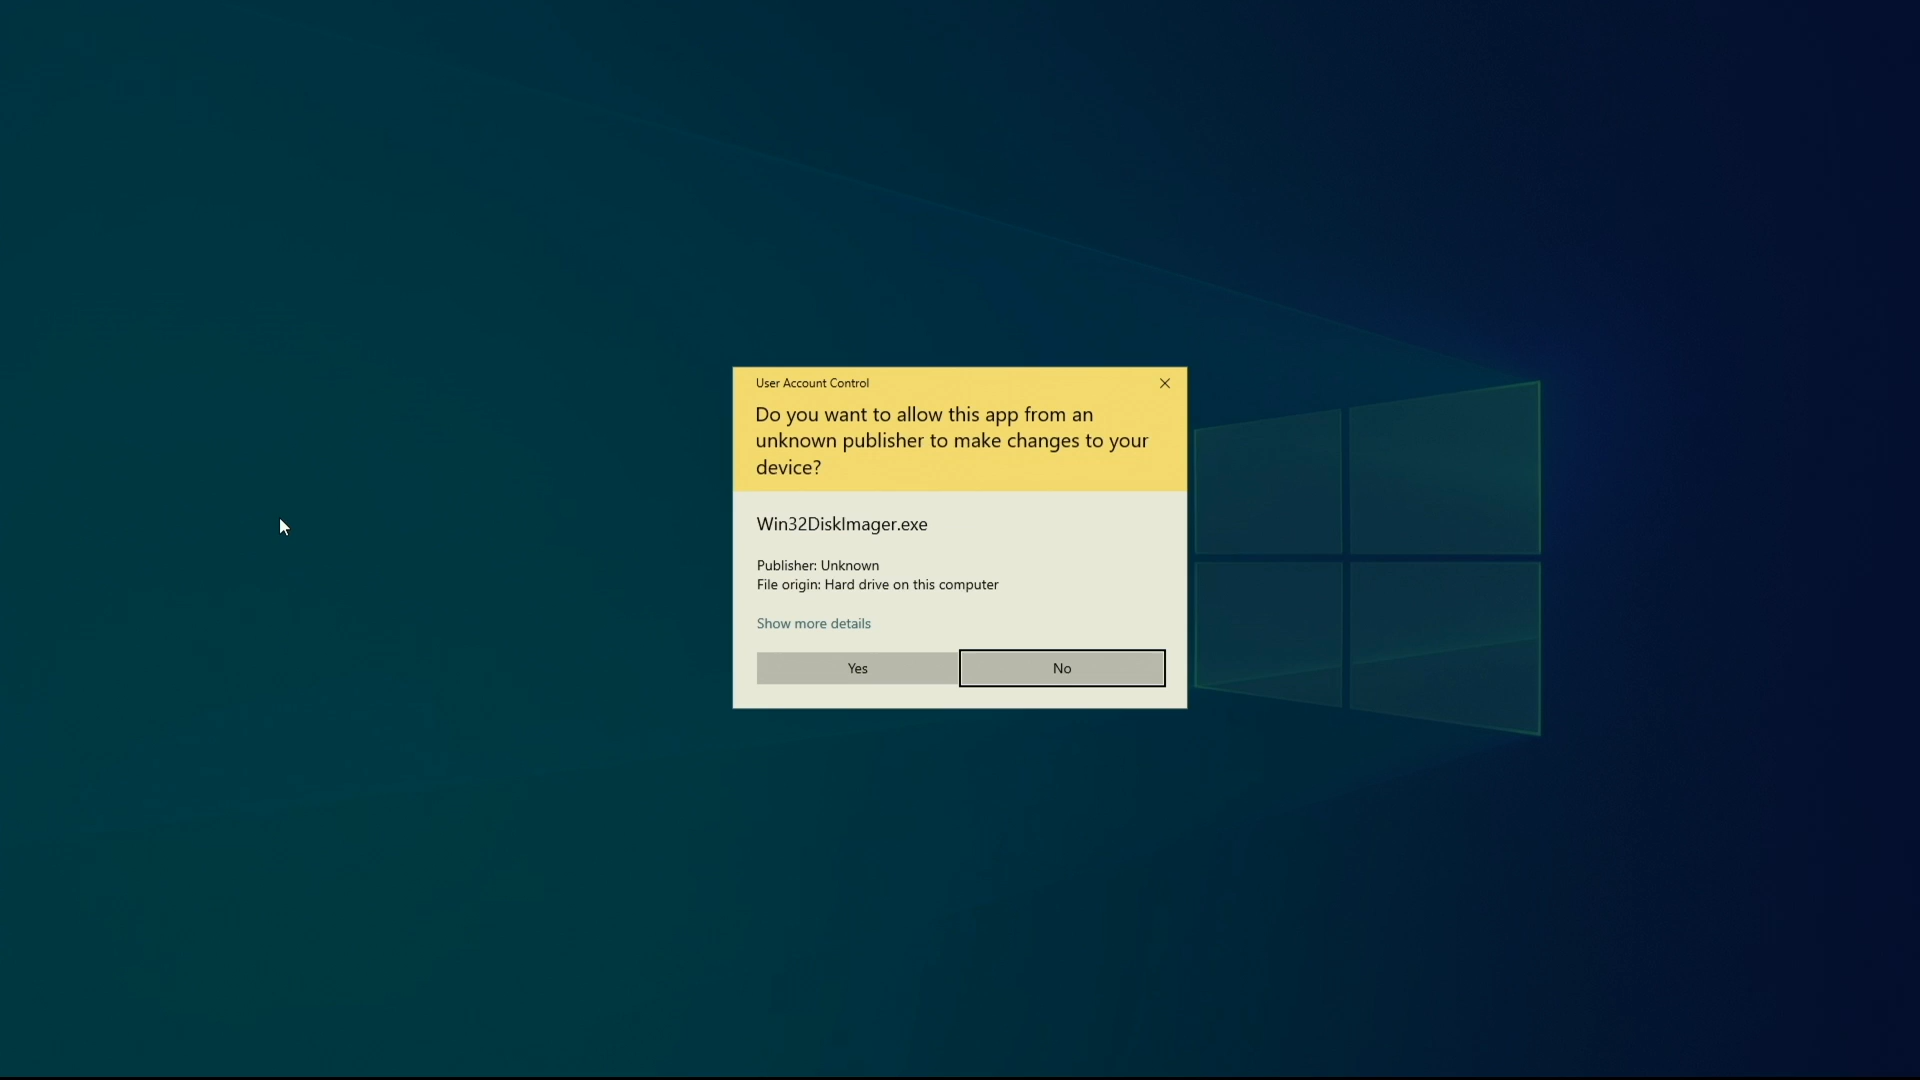 User Account Control
Do you want to allow this app from an
unknown publisher to make changes to your
device?
Win32DiskImager.exe
Publisher: Unknown
File origin: Hard drive on this computer
Show more details
Yes
No